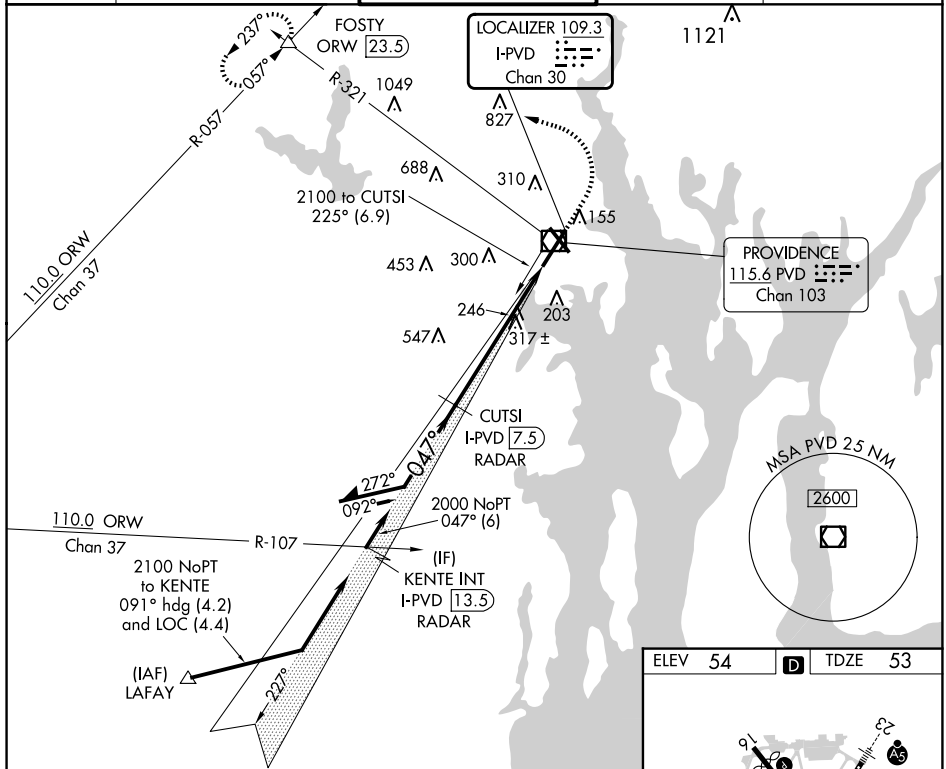 FOSTY
ORW 23.5
237°
057°
R-057
R-321
1049
LOCALIZER 109.3
I-PVD
Chan 30
1121
827
688
310
155
2100 to CUTSI
225° (6.9)
110.0 ORW
Chan 37
453
300
PROVIDENCE
115.6 PVD
Chan 103
246
203
547
317 ±
CUTSI
I-PVD 7.5
RADAR
047°
272°
092°
2000 NoPT
047° (6)
MSA PVD 25 NM
2600
110.0 ORW
Chan 37
R-107
(IF)
KENTE INT
I-PVD 13.5
RADAR
2100 NoPT
to KENTE
091° hdg (4.2)
and LOC (4.4)
(IAF)
LAFAY
227°
ELEV 54
D
TDZE 53
16
23
A5